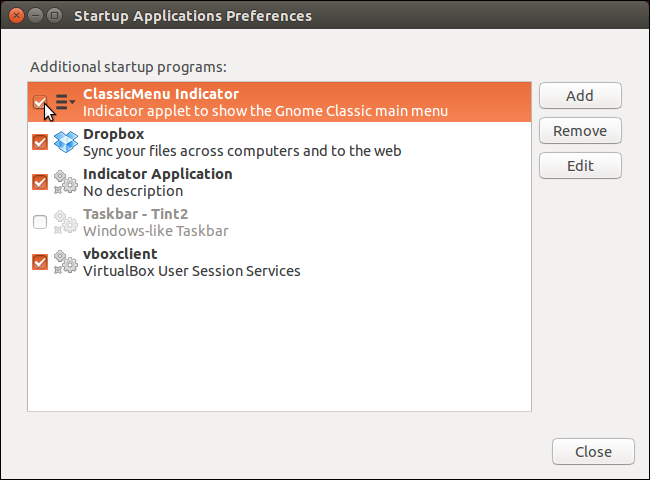 Startup Applications Preferences
Additional startup programs:
ClassicMenu Indicator
Indicator applet to show the Gnome Classic main menu
Dropbox
Sync your files across computers and to the web
Indicator Application
No description
Taskbar - Tint2
Windows-like Taskbar
vboxclient
VirtualBox User Session Services
Add
Remove
Edit
Close